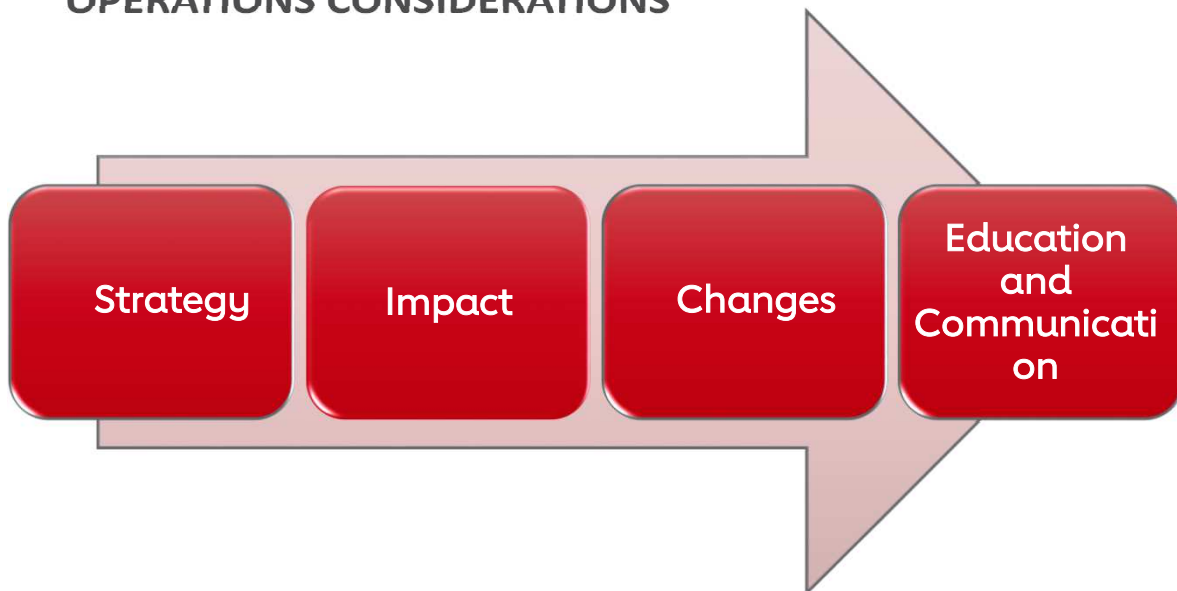 OPERATIONS CONSIDERATIONS
Strategy
Impact
Changes
Education
and
Communicati
on